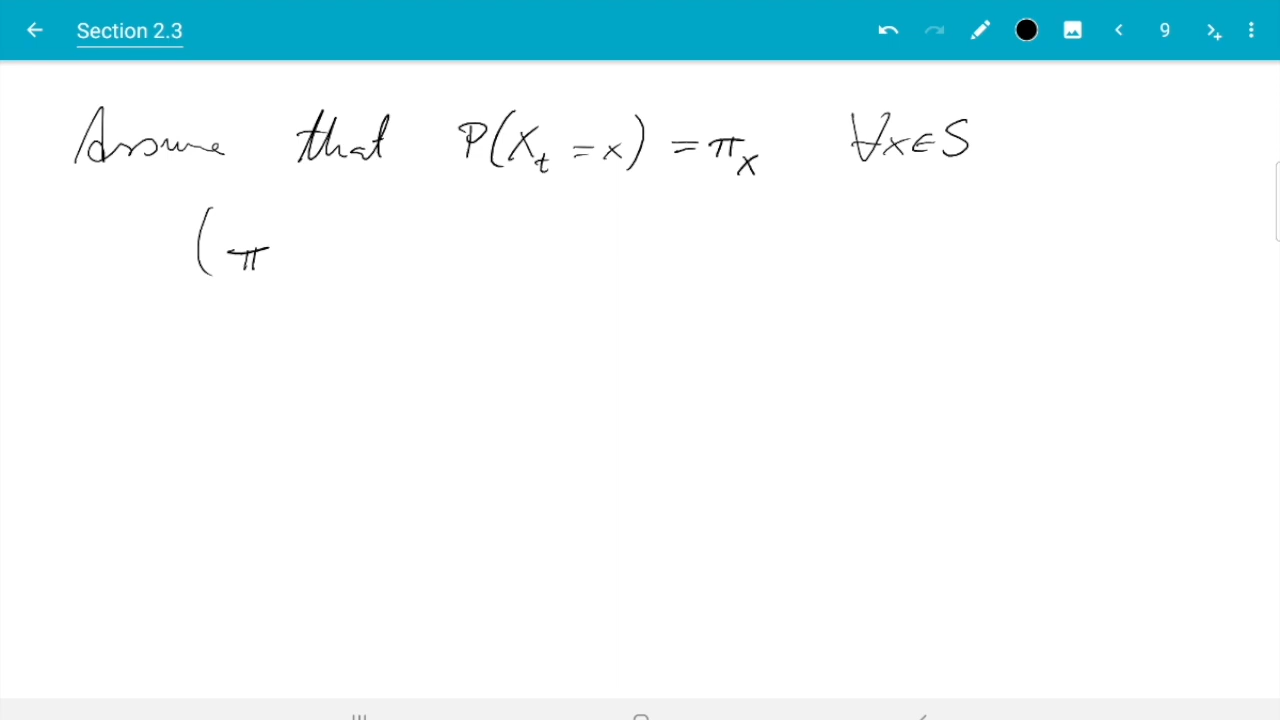 Section 2.3
9
Assume that P(X_t = x) = π_x ∀x∈S
(π